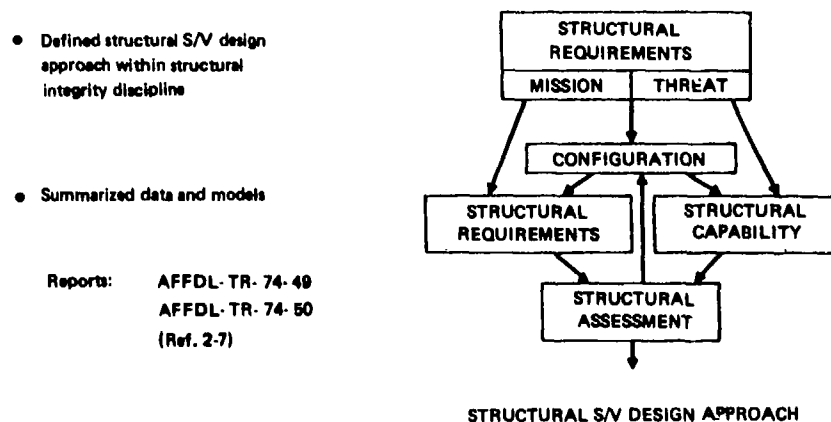 • Defined structural S/V design
approach within structural
integrity discipline
• Summarized data and models
Reports: AFFDL-TR-74-49
AFFDL-TR-74-50
(Ref. 2-7)
STRUCTURAL
REQUIREMENTS
MISSION THREAT
CONFIGURATION
STRUCTURAL
REQUIREMENTS
STRUCTURAL
CAPABILITY
STRUCTURAL
ASSESSMENT
STRUCTURAL S/V DESIGN APPROACH